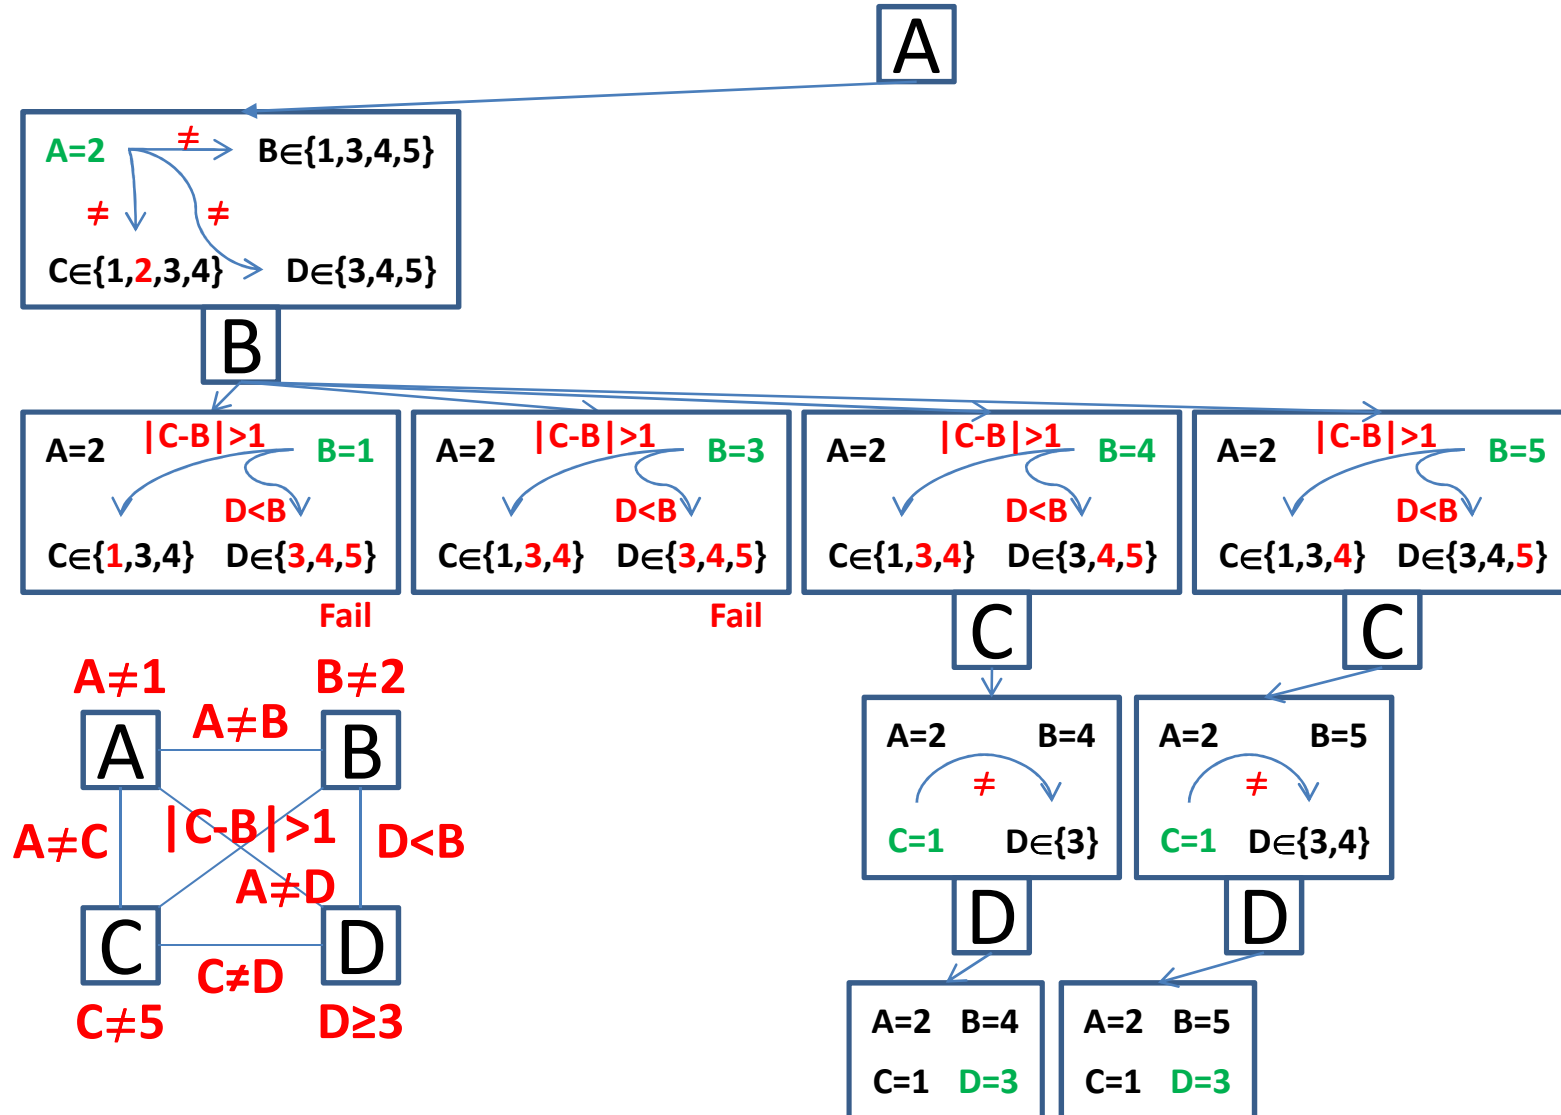 A
A=2 ≠ B∈{1,3,4,5}
≠ ≠
C∈{1,2,3,4} D∈{3,4,5}
B
A=2 |C-B|>1 B=1
D<B
C∈{1,3,4} D∈{3,4,5}
Fail
A=2 |C-B|>1 B=3
D<B
C∈{1,3,4} D∈{3,4,5}
Fail
A=2 |C-B|>1 B=4
D<B
C∈{1,3,4} D∈{3,4,5}
A=2 |C-B|>1 B=5
D<B
C∈{1,3,4} D∈{3,4,5}
C
C
A≠1 B≠2
A≠B
A B
A≠C |C-B|>1 D<B
A≠D
C D
C≠D
C≠5 D≥3
A=2 B=4
≠
C=1 D∈{3}
A=2 B=5
≠
C=1 D∈{3,4}
D
D
A=2 B=4
C=1 D=3
A=2 B=5
C=1 D=3